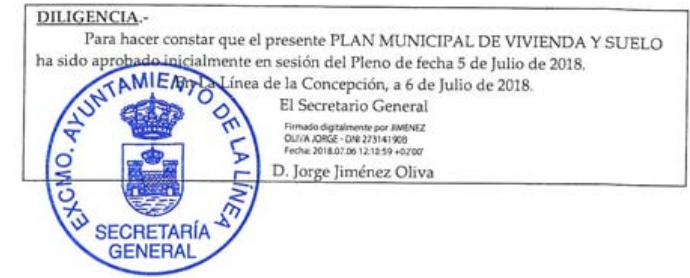 DILIGENCIA.-
Para hacer constar que el presente PLAN MUNICIPAL DE VIVIENDA Y SUELO
ha sido aprobado inicialmente en sesión del Pleno de fecha 5 de Julio de 2018.
En La Línea de la Concepción, a 6 de Julio de 2018.
El Secretario General
Firmado digitalmente por JIMENEZ
OLIVA JORGE - DNI 27314190B
Fecha: 2018.07.06 12:18:59 +02'00'
D. Jorge Jiménez Oliva
EXCMO. AYUNTAMIENTO DE LA LÍNEA
SECRETARÍA
GENERAL